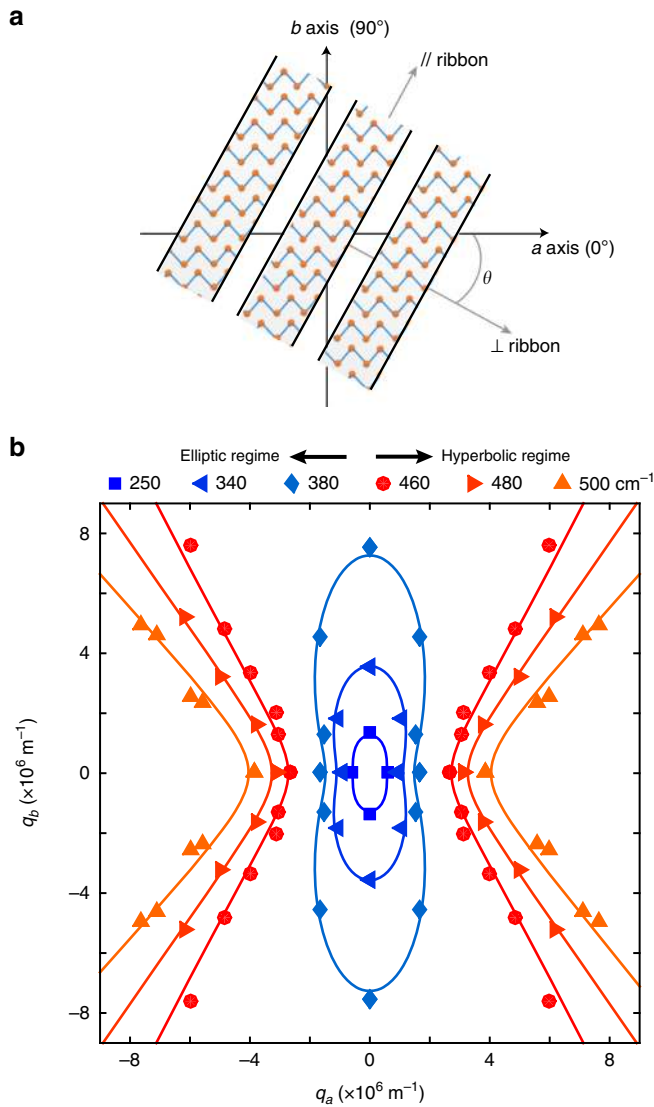 a
b axis (90°)
// ribbon
a axis (0°)
θ
⊥ ribbon
b
Elliptic regime
Hyperbolic regime
250 340 380 460 480 500 cm⁻¹
8
4
0
−4
−8
q_b (×10⁶ m⁻¹)
−8 −4 0 4 8
q_a (×10⁶ m⁻¹)